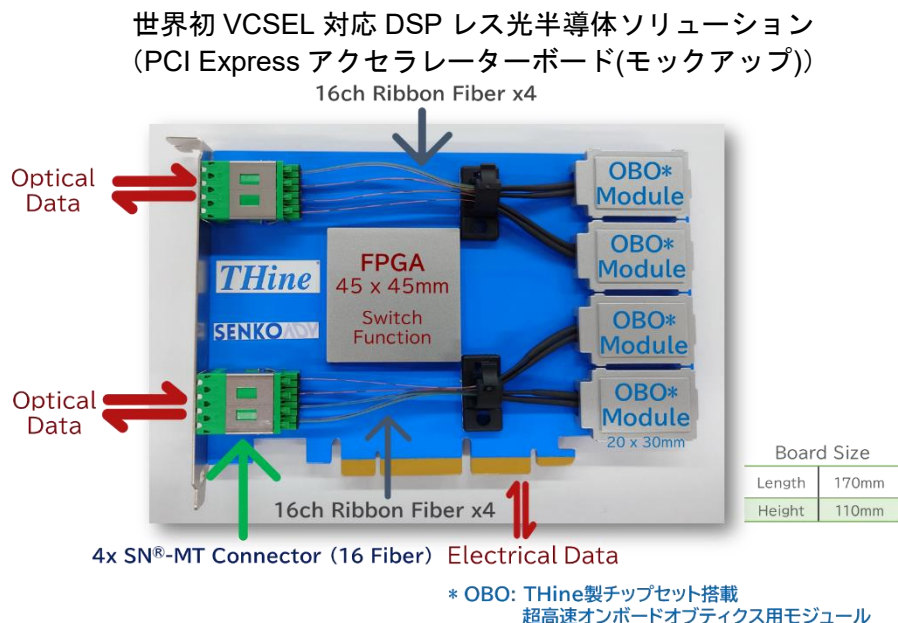 世界初 VCSEL 対応 DSP レス光半導体ソリューション
（PCI Express アクセラレーターボード(モックアップ)）
16ch Ribbon Fiber x4
Optical
Data
OBO*
Module
OBO*
Module
THine
FPGA
45 x 45mm
Switch
Function
SENKO ADV
OBO*
Module
Optical
Data
OBO*
Module
20 x 30mm
Board Size
Length 170mm
Height 110mm
16ch Ribbon Fiber x4
4x SN®-MT Connector (16 Fiber)
Electrical Data
* OBO: THine製チップセット搭載
超高速オンボードオプティクス用モジュール